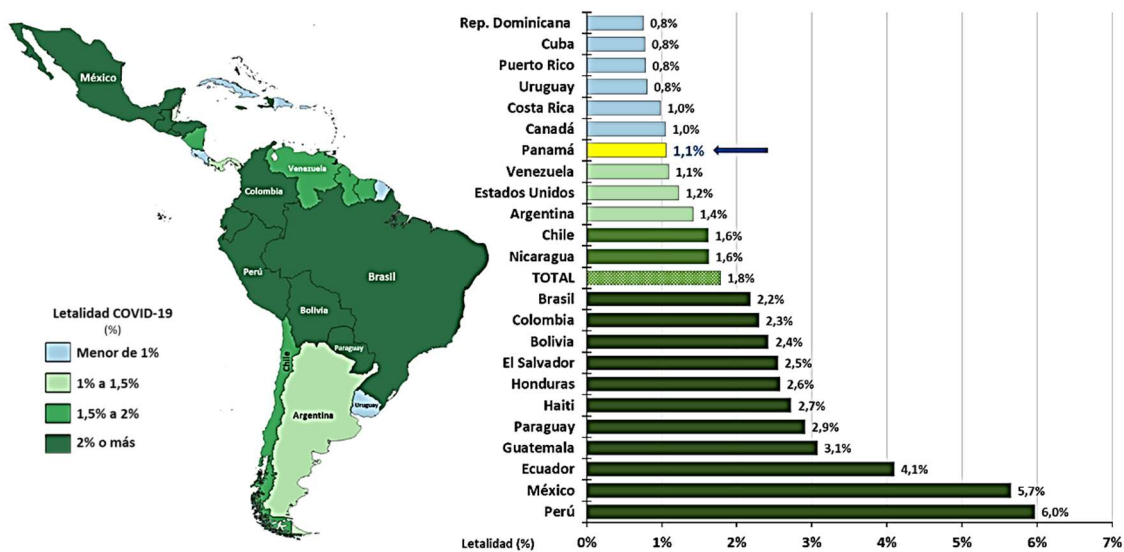 México
Venezuela
Colombia
Perú
Brasil
Bolivia
Paraguay
Chile
Argentina
Uruguay
Letalidad COVID-19
(%)
Menor de 1%
1% a 1,5%
1,5% a 2%
2% o más
Rep. Dominicana 0,8%
Cuba 0,8%
Puerto Rico 0,8%
Uruguay 0,8%
Costa Rica 1,0%
Canadá 1,0%
Panamá 1,1%
Venezuela 1,1%
Estados Unidos 1,2%
Argentina 1,4%
Chile 1,6%
Nicaragua 1,6%
TOTAL 1,8%
Brasil 2,2%
Colombia 2,3%
Bolivia 2,4%
El Salvador 2,5%
Honduras 2,6%
Haiti 2,7%
Paraguay 2,9%
Guatemala 3,1%
Ecuador 4,1%
México 5,7%
Perú 6,0%
Letalidad (%) 0% 1% 2% 3% 4% 5% 6% 7%